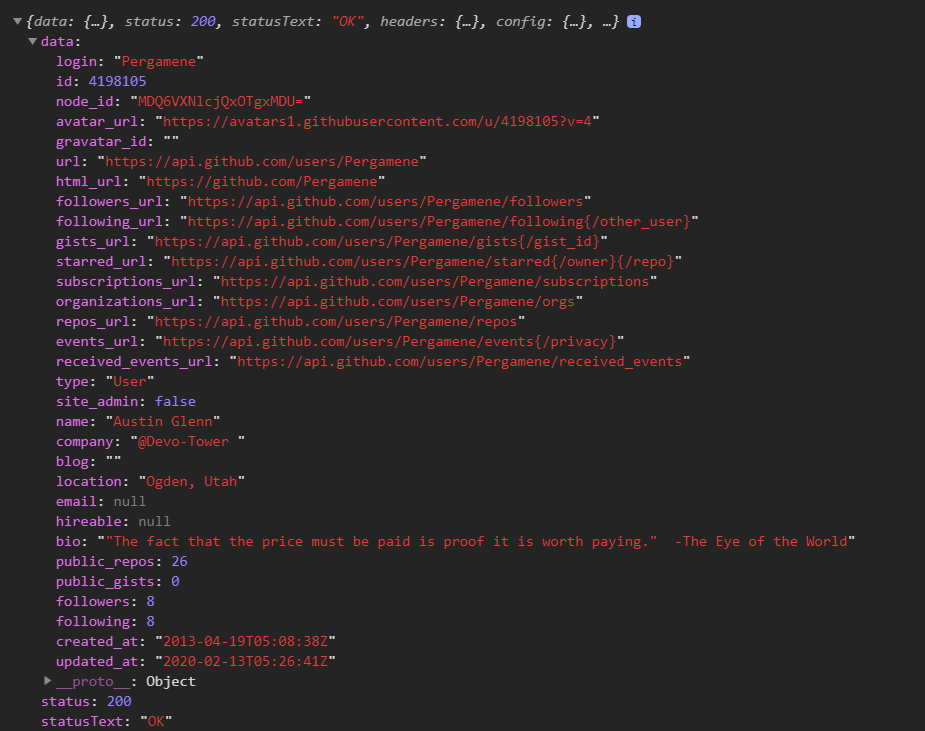 ▼{data: {…}, status: 200, statusText: "OK", headers: {…}, config: {…}, …} i
▼data:
login: "Pergamene"
id: 4198105
node_id: "MDQ6VXNlcjQxOTgxMDU="
avatar_url: "https://avatars1.githubusercontent.com/u/4198105?v=4"
gravatar_id: ""
url: "https://api.github.com/users/Pergamene"
html_url: "https://github.com/Pergamene"
followers_url: "https://api.github.com/users/Pergamene/followers"
following_url: "https://api.github.com/users/Pergamene/following{/other_user}"
gists_url: "https://api.github.com/users/Pergamene/gists{/gist_id}"
starred_url: "https://api.github.com/users/Pergamene/starred{/owner}{/repo}"
subscriptions_url: "https://api.github.com/users/Pergamene/subscriptions"
organizations_url: "https://api.github.com/users/Pergamene/orgs"
repos_url: "https://api.github.com/users/Pergamene/repos"
events_url: "https://api.github.com/users/Pergamene/events{/privacy}"
received_events_url: "https://api.github.com/users/Pergamene/received_events"
type: "User"
site_admin: false
name: "Austin Glenn"
company: "@Devo-Tower "
blog: ""
location: "Ogden, Utah"
email: null
hireable: null
bio: ""The fact that the price must be paid is proof it is worth paying."  -The Eye of the World"
public_repos: 26
public_gists: 0
followers: 8
following: 8
created_at: "2013-04-19T05:08:38Z"
updated_at: "2020-02-13T05:26:41Z"
▶__proto__: Object
status: 200
statusText: "OK"